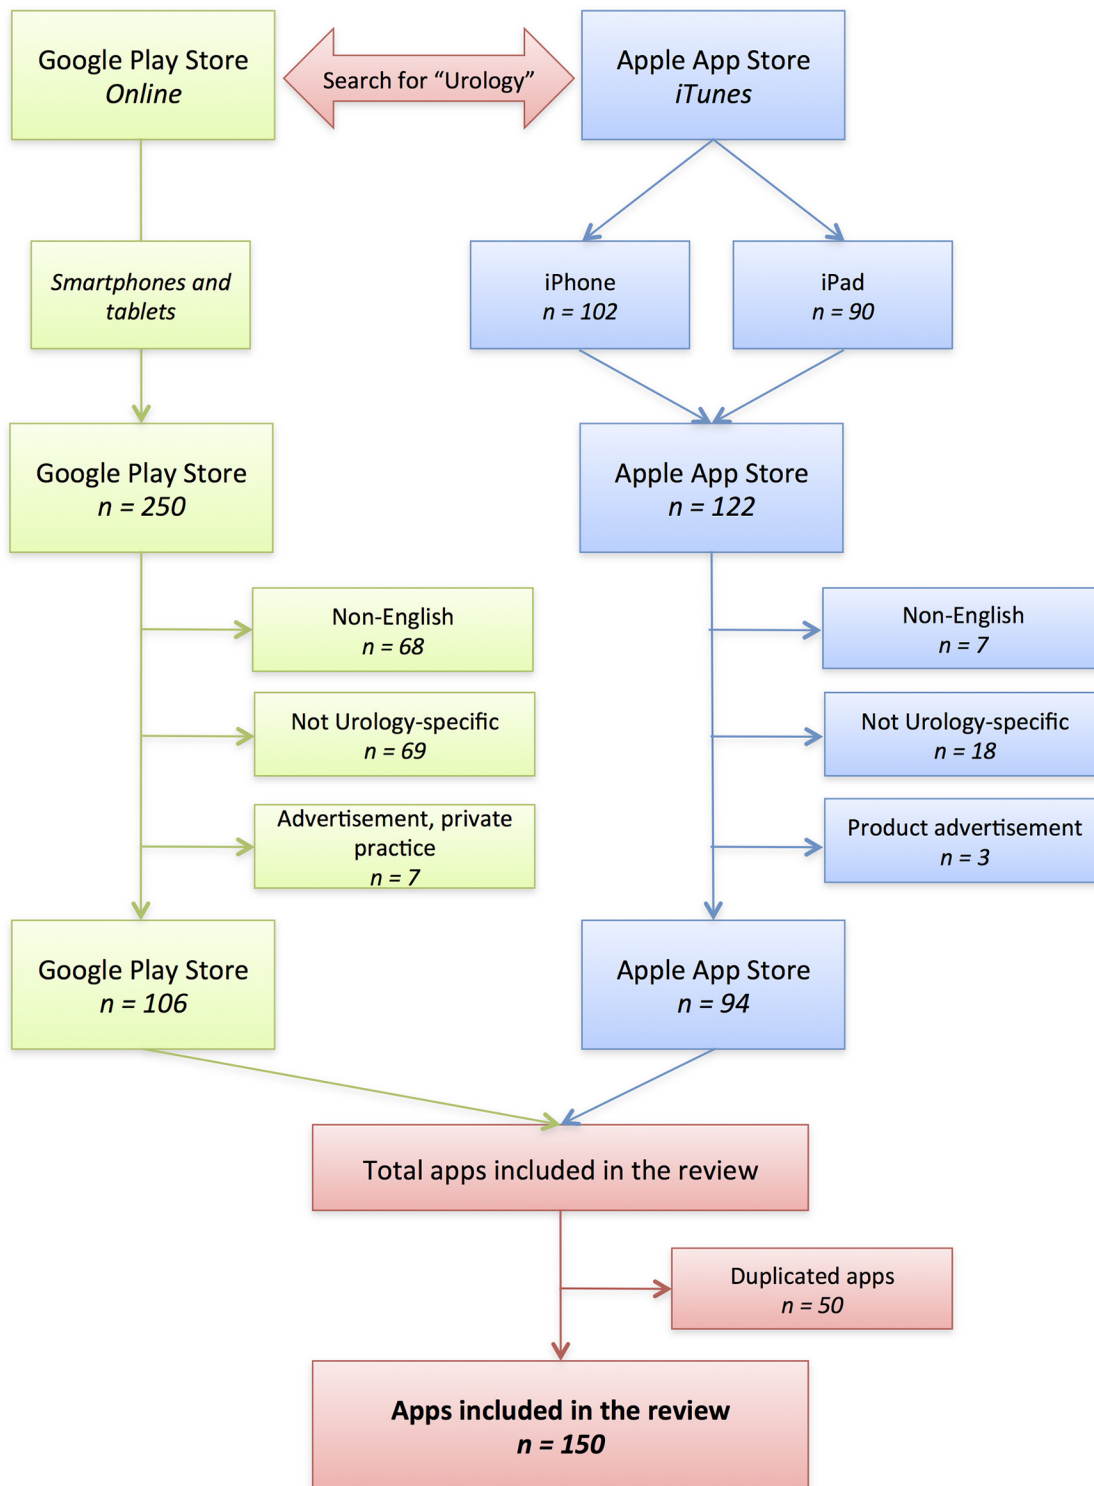 Google Play Store
Online
Search for “Urology”
Apple App Store
iTunes
Smartphones and
tablets
iPhone
n = 102
iPad
n = 90
Google Play Store
n = 250
Apple App Store
n = 122
Non-English
n = 68
Not Urology-specific
n = 69
Advertisement, private
practice
n = 7
Non-English
n = 7
Not Urology-specific
n = 18
Product advertisement
n = 3
Google Play Store
n = 106
Apple App Store
n = 94
Total apps included in the review
Duplicated apps
n = 50
Apps included in the review
n = 150